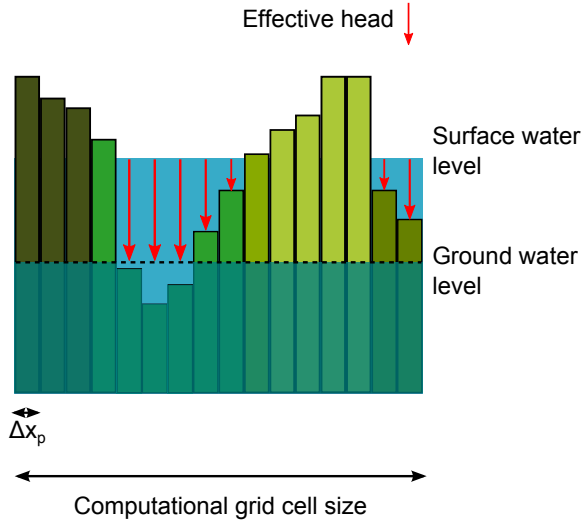 Effective head
Surface water
level
Ground water
level
Δxp
Computational grid cell size